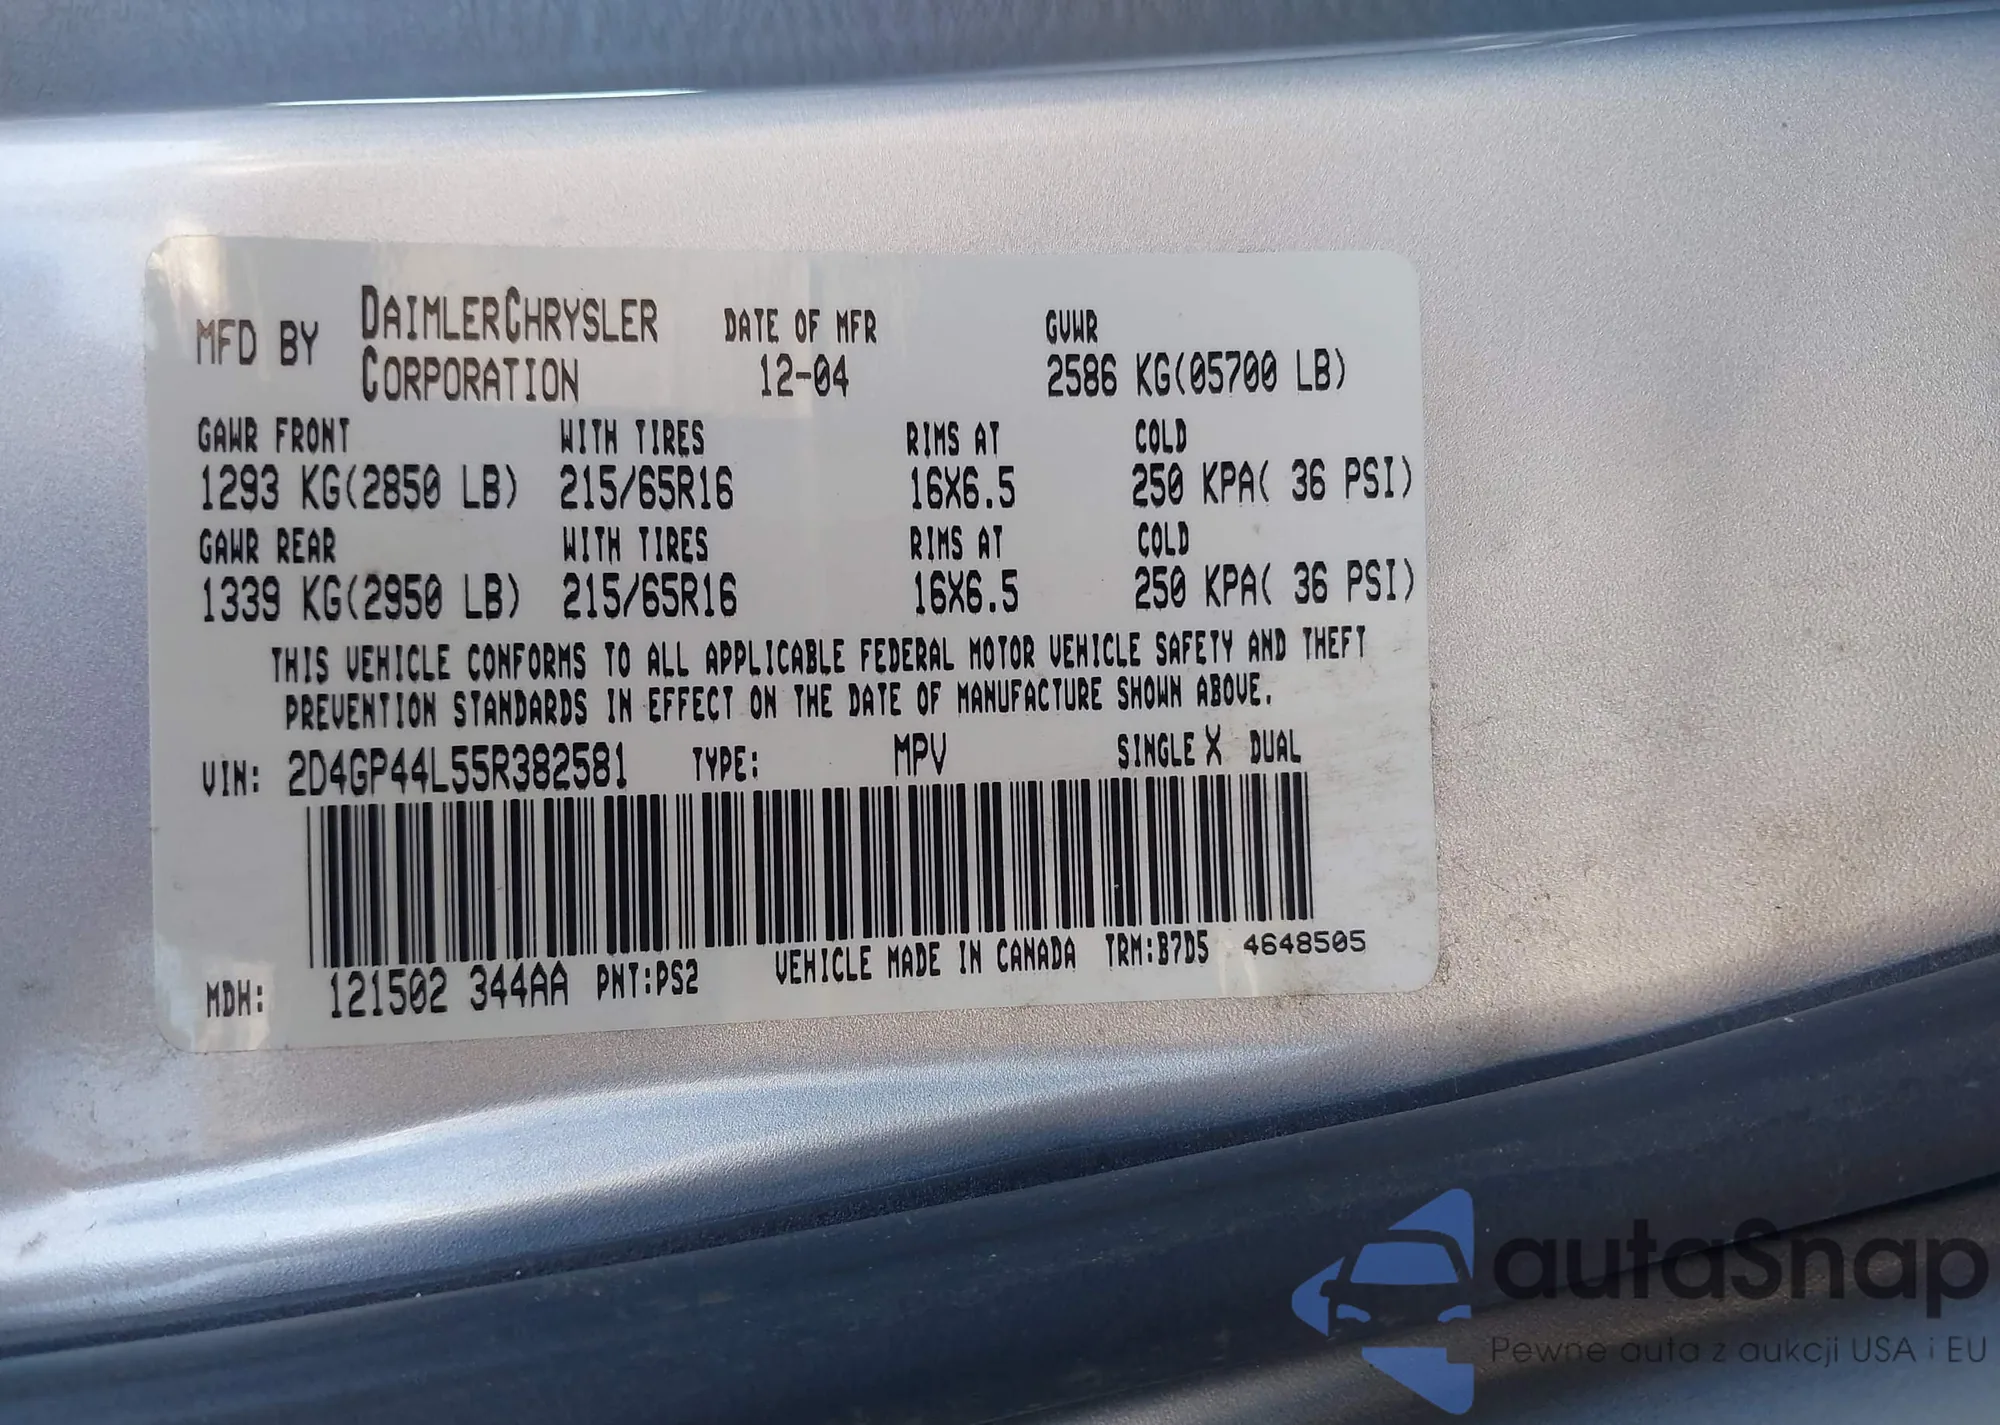 MFD BY DAIMLERCHRYSLER CORPORATION DATE OF MFR 12-04 GVWR 2586 KG(05700 LB)
GAWR FRONT WITH TIRES RIMS AT COLD
1293 KG(2850 LB) 215/65R16 16X6.5 250 KPA( 36 PSI)
GAWR REAR WITH TIRES RIMS AT COLD
1339 KG(2950 LB) 215/65R16 16X6.5 250 KPA( 36 PSI)
THIS VEHICLE CONFORMS TO ALL APPLICABLE FEDERAL MOTOR VEHICLE SAFETY AND THEFT
PREVENTION STANDARDS IN EFFECT ON THE DATE OF MANUFACTURE SHOWN ABOVE.
VIN: 2D4GP44L55R382581 TYPE: MPV SINGLE X DUAL
MDH: 121502 344AA PNT:PS2 VEHICLE MADE IN CANADA TRM:B7D5 4648505
autaSnap
Pewne auta z aukcji USA i EU